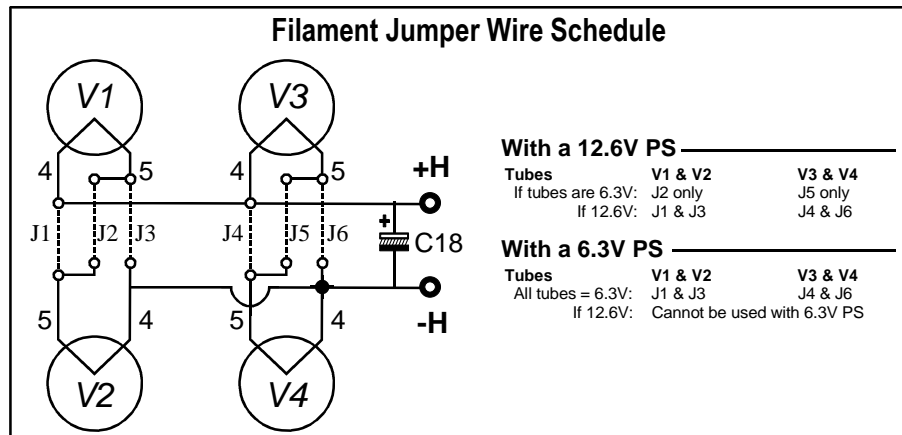 Filament Jumper Wire Schedule
V1
V3
4
5
4
5
+H
J1
J2
J3
J4
J5
J6
+
C18
-H
5
4
5
4
V2
V4
With a 12.6V PS
Tubes V1 & V2 V3 & V4
If tubes are 6.3V: J2 only J5 only
If 12.6V: J1 & J3 J4 & J6
With a 6.3V PS
Tubes V1 & V2 V3 & V4
All tubes = 6.3V: J1 & J3 J4 & J6
If 12.6V: Cannot be used with 6.3V PS